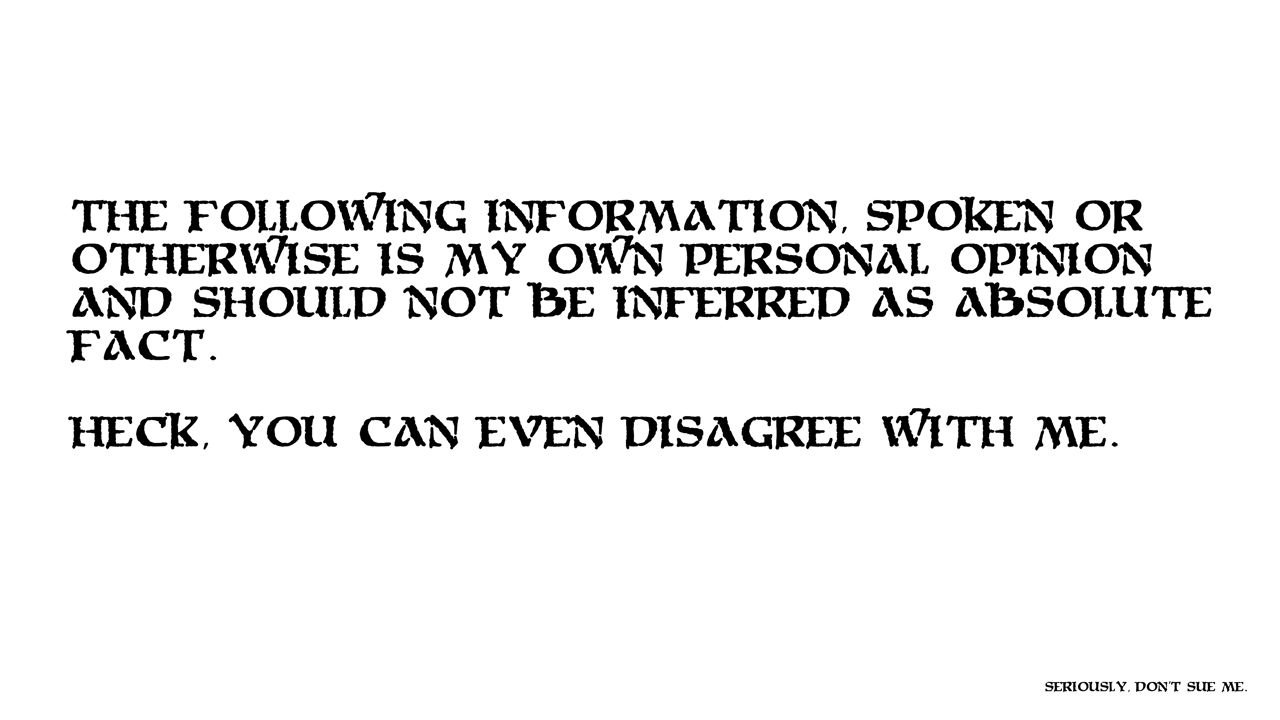 THE FOLLOWING INFORMATION, SPOKEN OR
OTHERWISE IS MY OWN PERSONAL OPINION
AND SHOULD NOT BE INFERRED AS ABSOLUTE
FACT.
HECK, YOU CAN EVEN DISAGREE WITH ME.
SERIOUSLY, DON'T SUE ME.